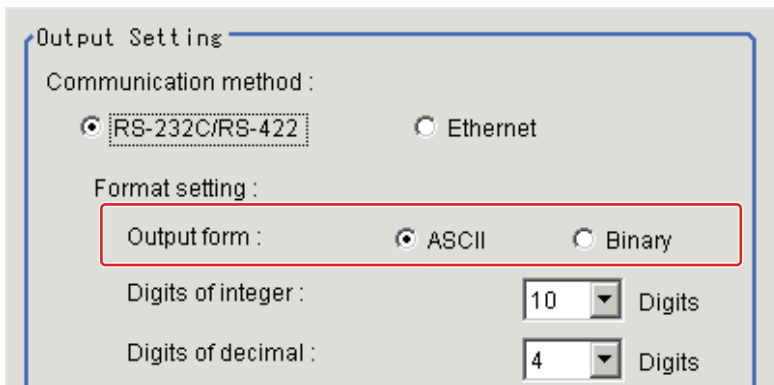 Output Setting
Communication method :
RS-232C/RS-422 Ethernet
Format setting :
Output form : ASCII Binary
Digits of integer : 10 Digits
Digits of decimal : 4 Digits